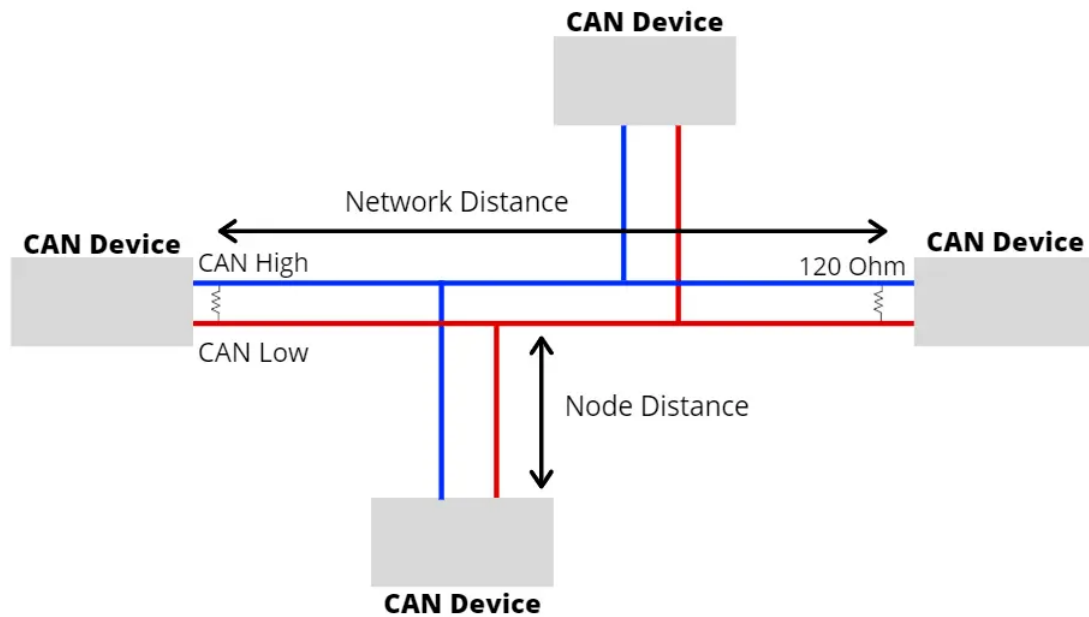 CAN Device
Network Distance
CAN Device
CAN Device
CAN High
120 Ohm
CAN Low
Node Distance
CAN Device